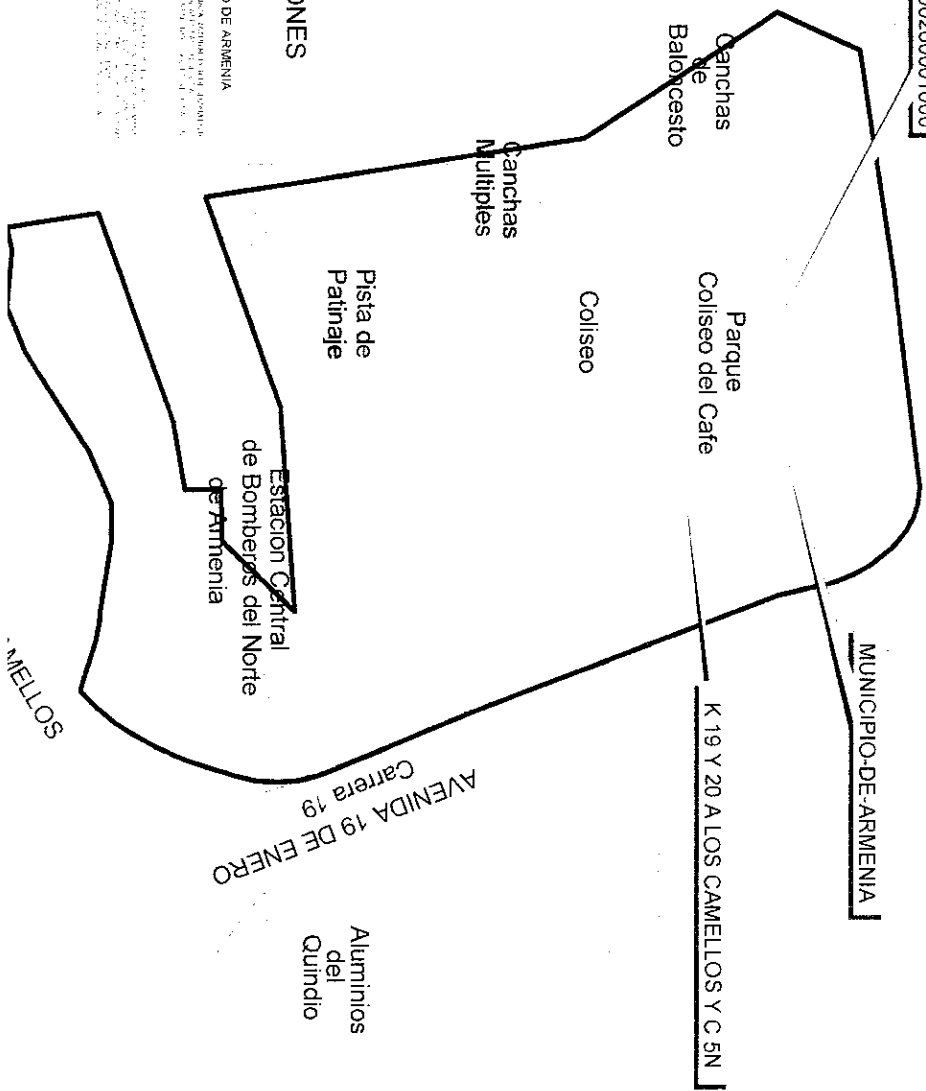 MUNICIPIO-DE-ARMENIA
K 19 Y 20 A LOS CAMELLOS Y C 5N
Canchas
de
Baloncesto
Parque
Coliseo del Cafe
Coliseo
Canchas
Multiples
Pista de
Patinaje
Estacion Central
de Bomberos del Norte
de Armenia
AVENIDA 19 DE ENERO
Carrera 19
Aluminios
del
Quindio
MELLOS
ONES
O DE ARMENIA